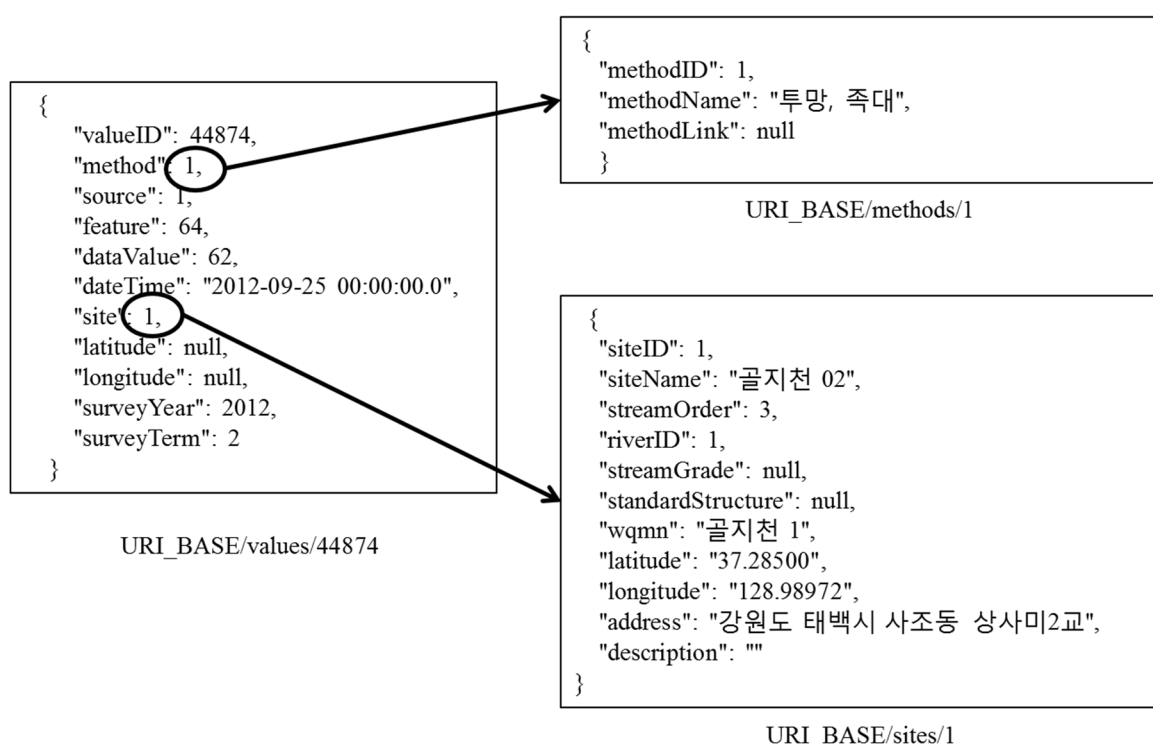 {
"valueID": 44874,
"method": 1,
"source": 1,
"feature": 64,
"dataValue": 62,
"dateTime": "2012-09-25 00:00:00.0",
"site": 1,
"latitude": null,
"longitude": null,
"surveyYear": 2012,
"surveyTerm": 2
}
URI_BASE/values/44874
{
"methodID": 1,
"methodName": "투망, 족대",
"methodLink": null
}
URI_BASE/methods/1
{
"siteID": 1,
"siteName": "골지천 02",
"streamOrder": 3,
"riverID": 1,
"streamGrade": null,
"standardStructure": null,
"wqmn": "골지천 1",
"latitude": "37.28500",
"longitude": "128.98972",
"address": "강원도 태백시 사조동 상사미2교",
"description": ""
}
URI_BASE/sites/1